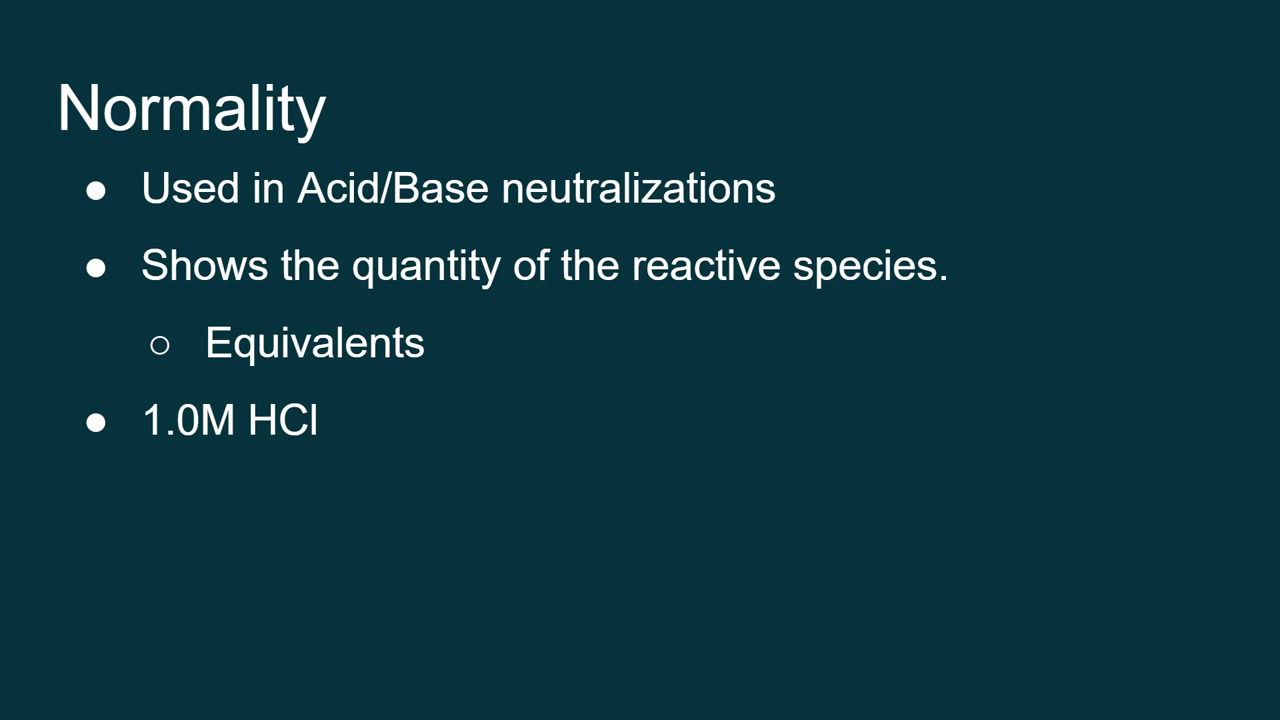 Normality
● Used in Acid/Base neutralizations
● Shows the quantity of the reactive species.
○ Equivalents
● 1.0M HCl